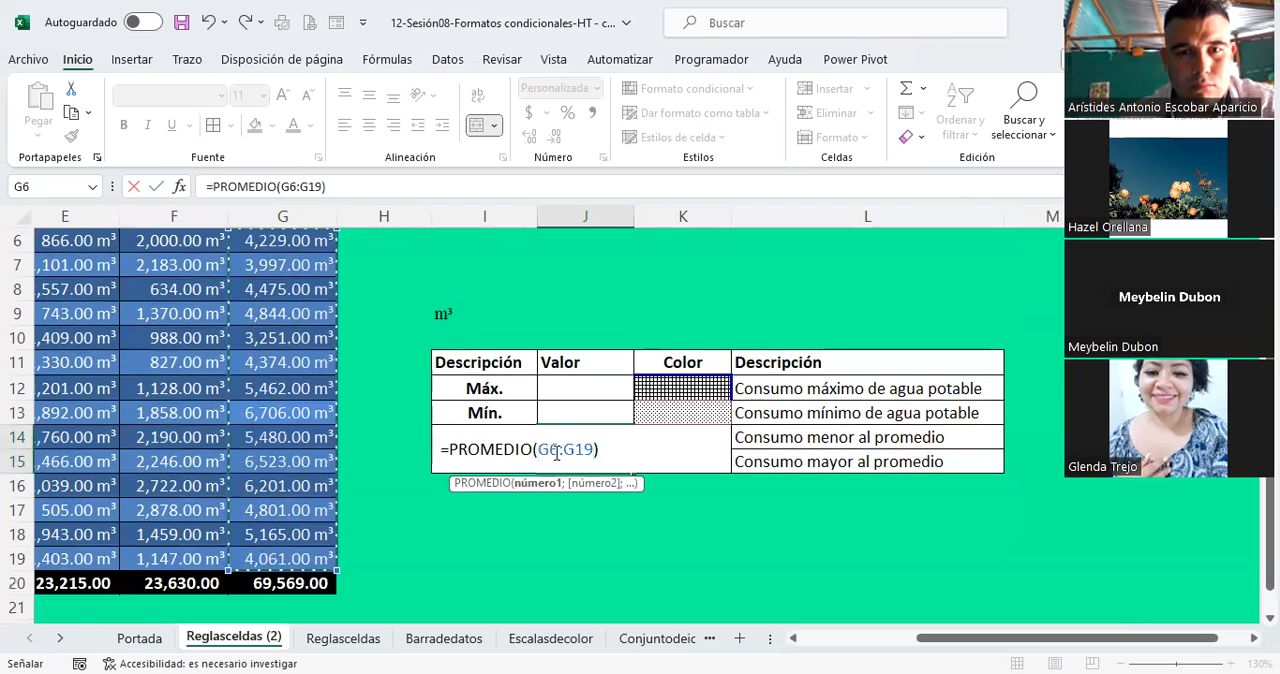 Autoguardado
12-Sesión08-Formatos condicionales-HT - c...
Buscar
Archivo Inicio Insertar Trazo Disposición de página Fórmulas Datos Revisar Vista Automatizar Programador Ayuda Power Pivot
Pegar
11
Personalizada
Formato condicional
Dar formato como tabla
Estilos de celda
Insertar
Eliminar
Formato
Ordenar y filtrar
Buscar y seleccionar
Portapapeles Fuente Alineación Número Estilos Celdas Edición
G6 =PROMEDIO(G6:G19)
E F G H I J K L M
6 866.00 m³ 2,000.00 m³ 4,229.00 m³
7 ,101.00 m³ 2,183.00 m³ 3,997.00 m³
8 ,557.00 m³ 634.00 m³ 4,475.00 m³
9 743.00 m³ 1,370.00 m³ 4,844.00 m³ m³
10 ,409.00 m³ 988.00 m³ 3,251.00 m³
11 ,330.00 m³ 827.00 m³ 4,374.00 m³ Descripción Valor Color Descripción
12 ,201.00 m³ 1,128.00 m³ 5,462.00 m³ Máx. Consumo máximo de agua potable
13 ,892.00 m³ 1,858.00 m³ 6,706.00 m³ Mín. Consumo mínimo de agua potable
14 ,760.00 m³ 2,190.00 m³ 5,480.00 m³ Consumo menor al promedio
=PROMEDIO(G6:G19)
15 ,466.00 m³ 2,246.00 m³ 6,523.00 m³ Consumo mayor al promedio
16 ,039.00 m³ 2,722.00 m³ 6,201.00 m³ PROMEDIO(número1; [número2]; ...)
17 505.00 m³ 2,878.00 m³ 4,801.00 m³
18 ,943.00 m³ 1,459.00 m³ 5,165.00 m³
19 ,403.00 m³ 1,147.00 m³ 4,061.00 m³
20 23,215.00 23,630.00 69,569.00
21
Portada Reglasceldas (2) Reglasceldas Barradedatos Escalasdecolor Conjuntodeic ...
Señalar Accesibilidad: es necesario investigar 130%
Arístides Antonio Escobar Aparicio
Hazel Orellana
Meybelin Dubon
Meybelin Dubon
Glenda Trejo